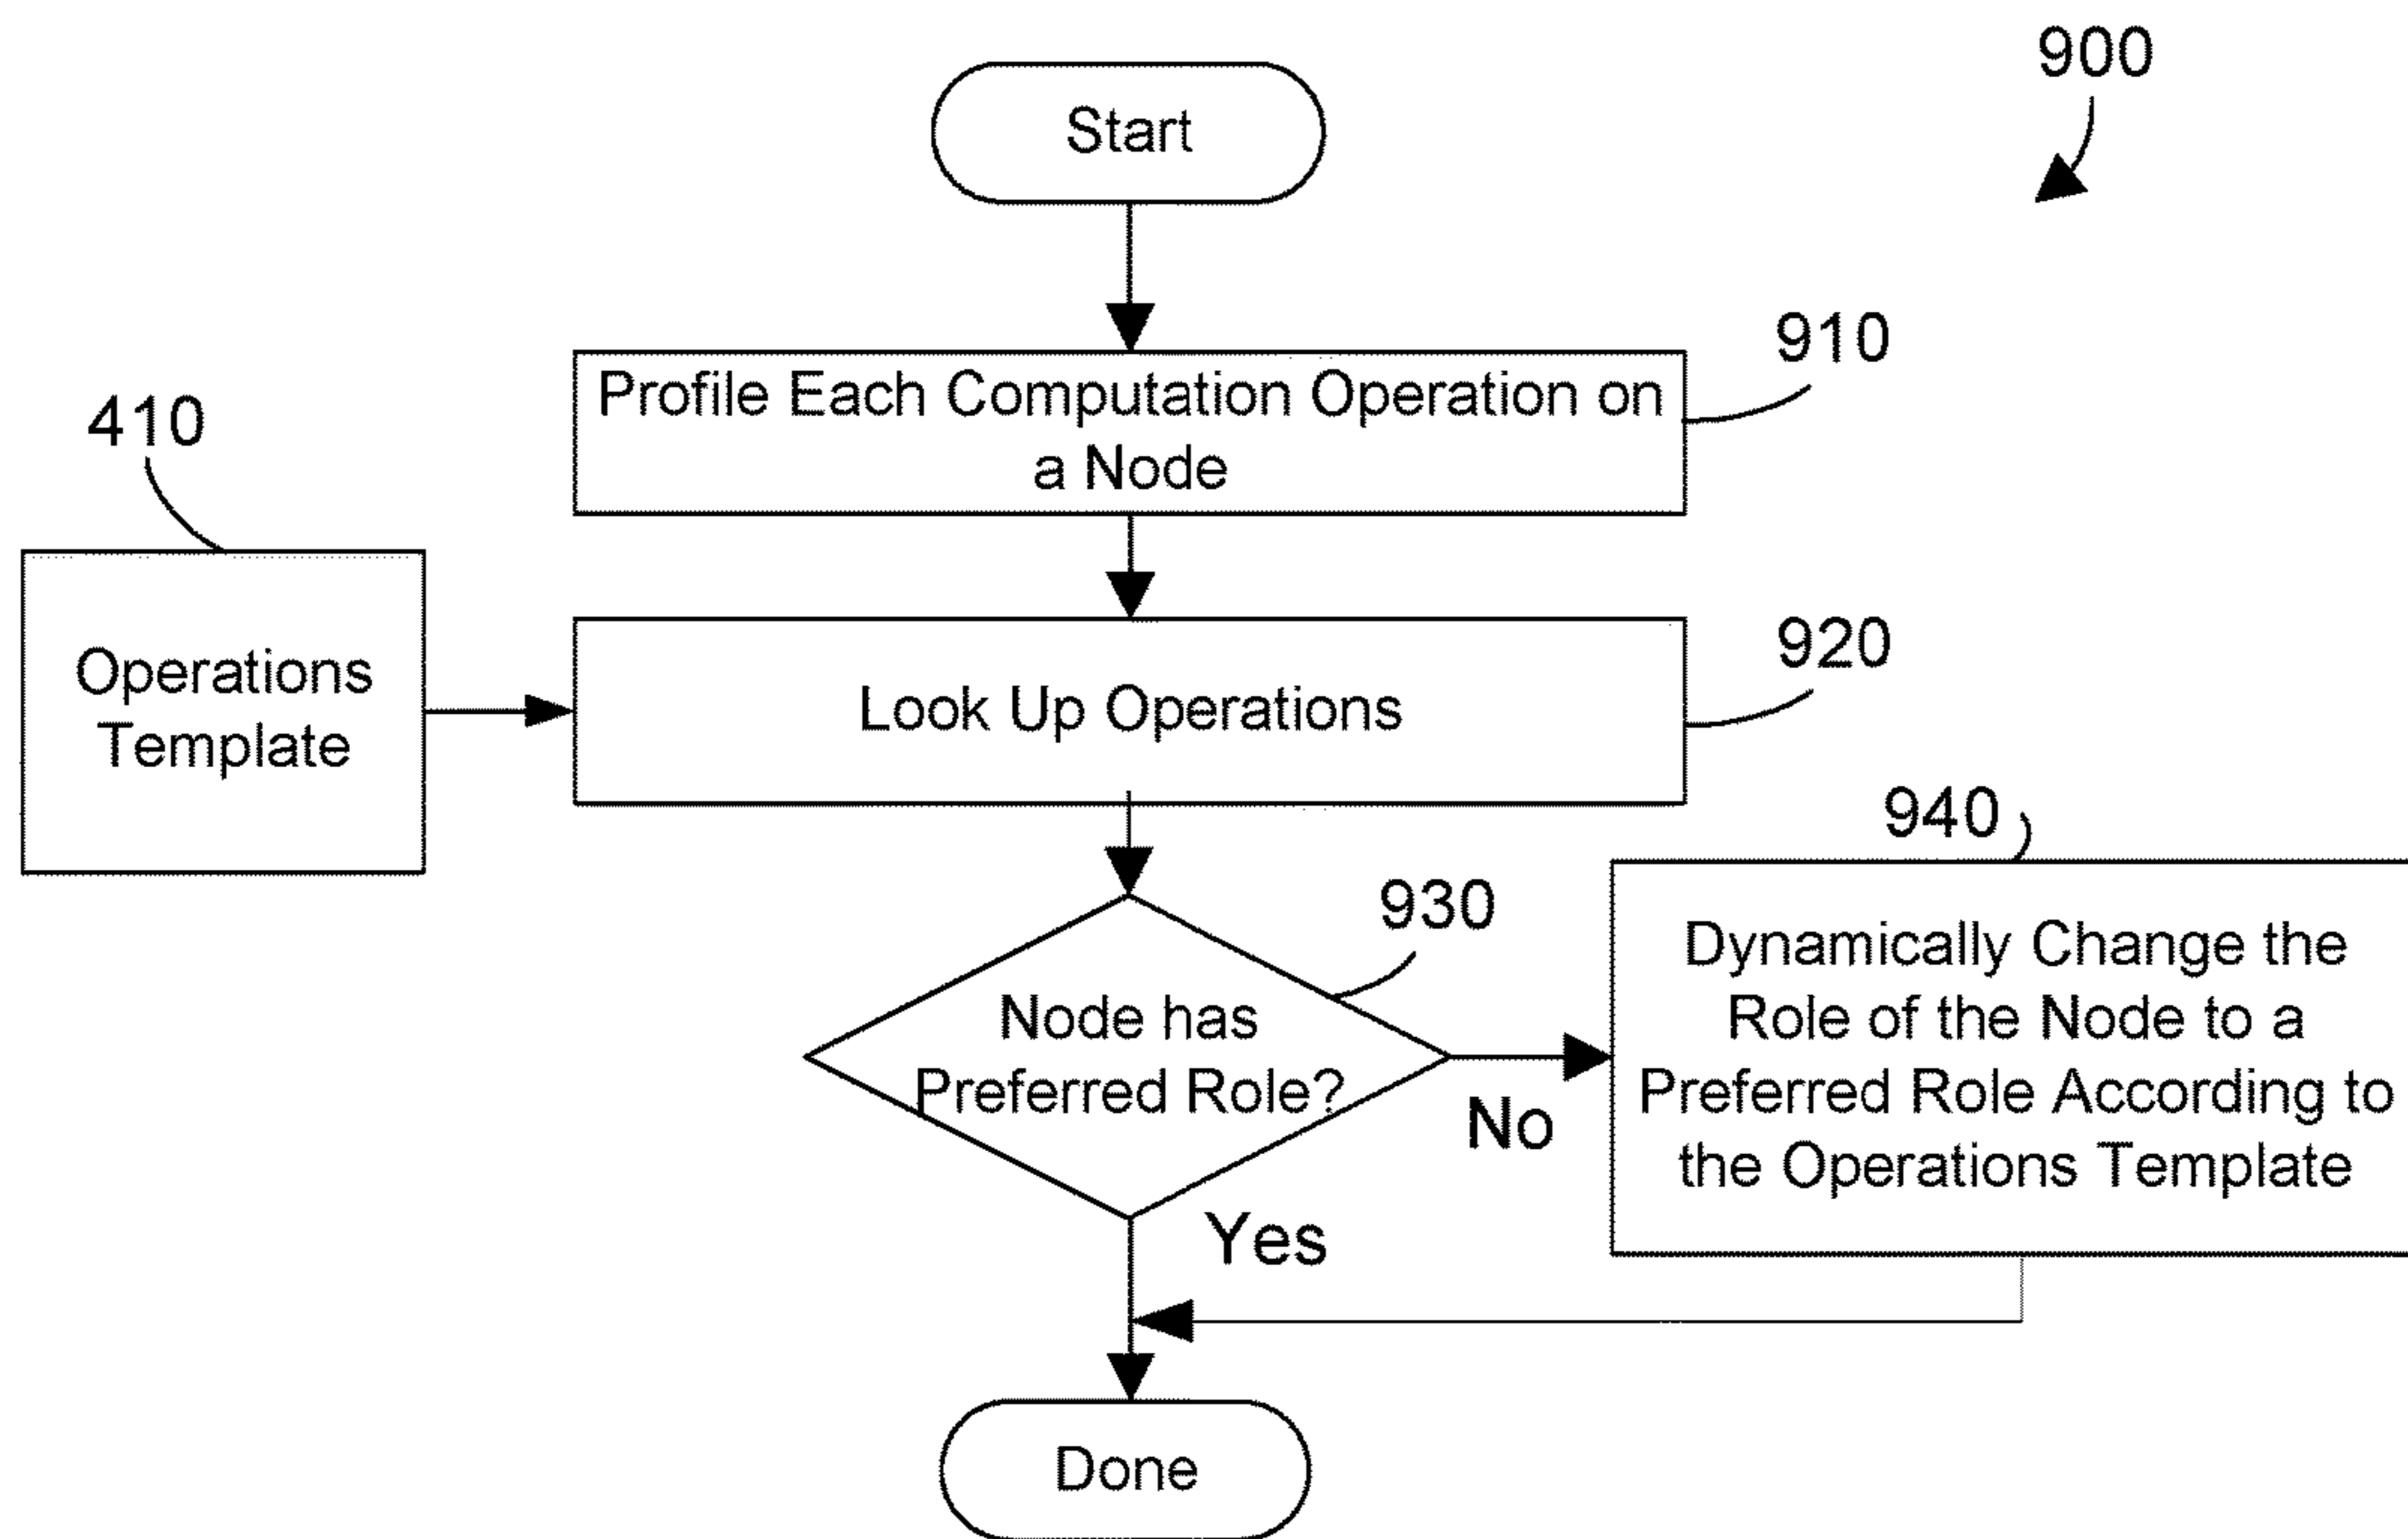 900
Start
910
Profile Each Computation Operation on
a Node
410
Operations
Template
920
Look Up Operations
930
Node has
Preferred Role?
No
Yes
940
Dynamically Change the
Role of the Node to a
Preferred Role According to
the Operations Template
Done